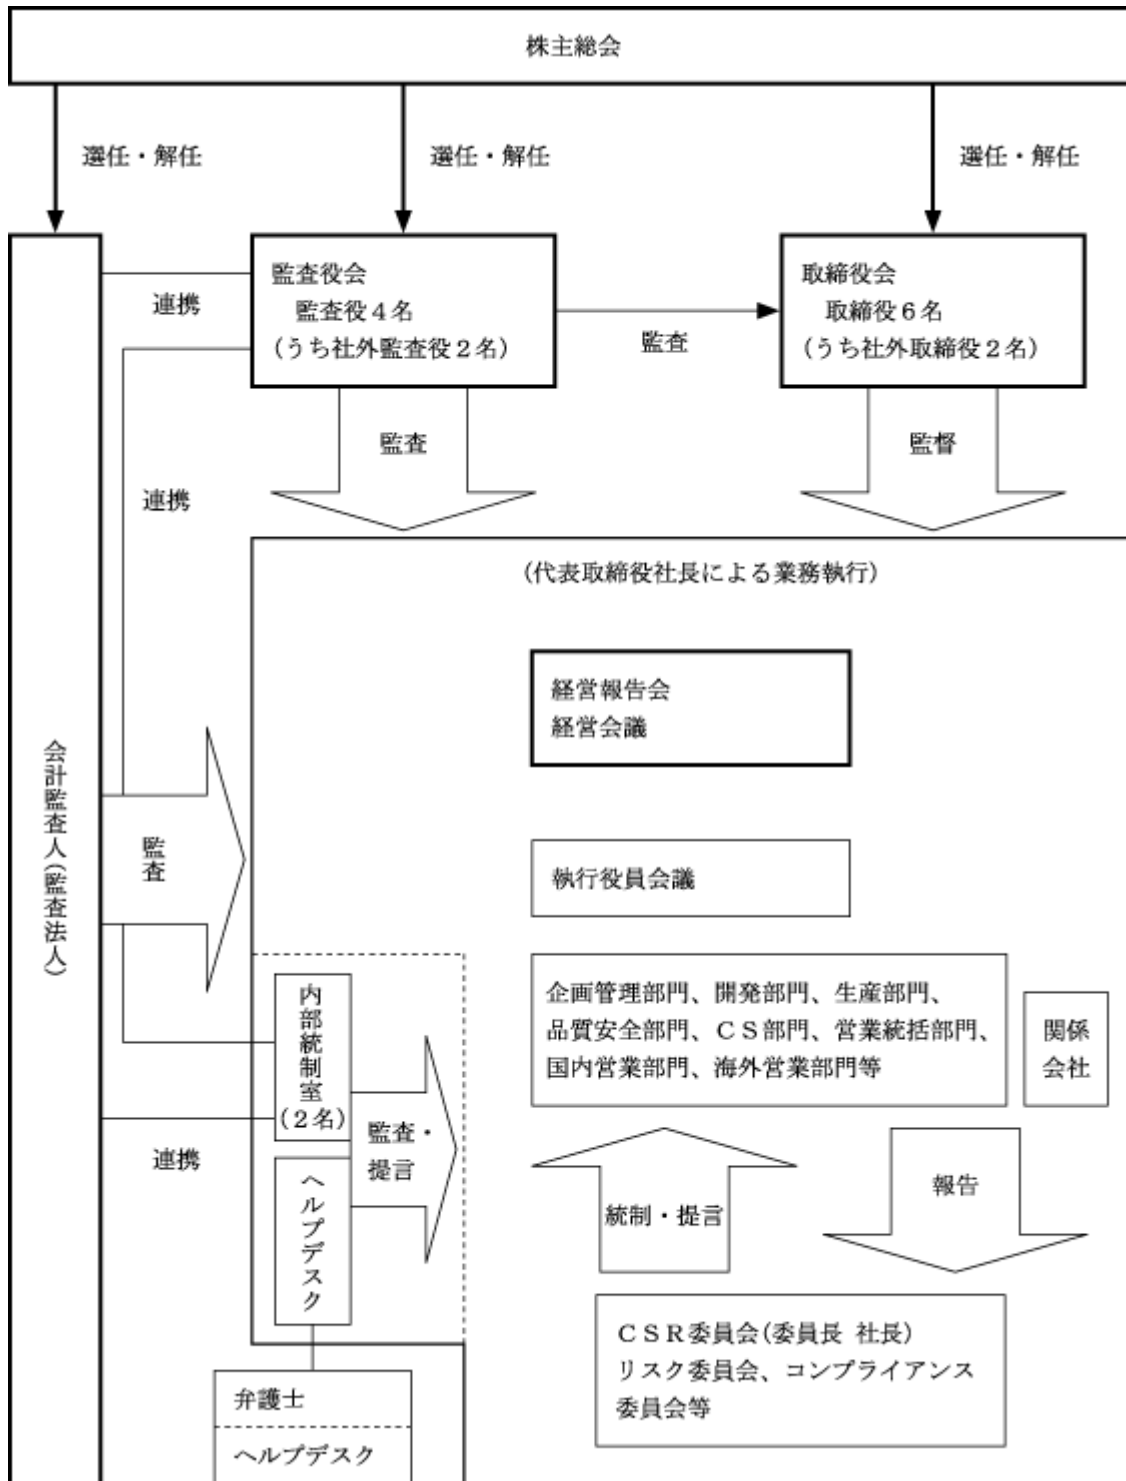 株主総会
選任・解任
選任・解任
選任・解任
監査役会
監査役４名
(うち社外監査役２名)
取締役会
取締役６名
(うち社外取締役２名)
連携
監査
監査
監督
連携
(代表取締役社長による業務執行)
経営報告会
経営会議
会計監査人(監査法人)
監査
執行役員会議
企画管理部門、開発部門、生産部門、
品質安全部門、ＣＳ部門、営業統括部門、
国内営業部門、海外営業部門等
関係
会社
内部統制室
(２名)
監査・
提言
連携
ヘルプデスク
統制・提言
報告
ＣＳＲ委員会(委員長 社長)
リスク委員会、コンプライアンス
委員会等
弁護士
ヘルプデスク